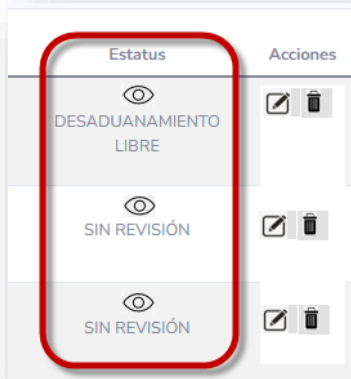 Estatus Acciones
DESADUANAMIENTO
LIBRE
SIN REVISIÓN
SIN REVISIÓN